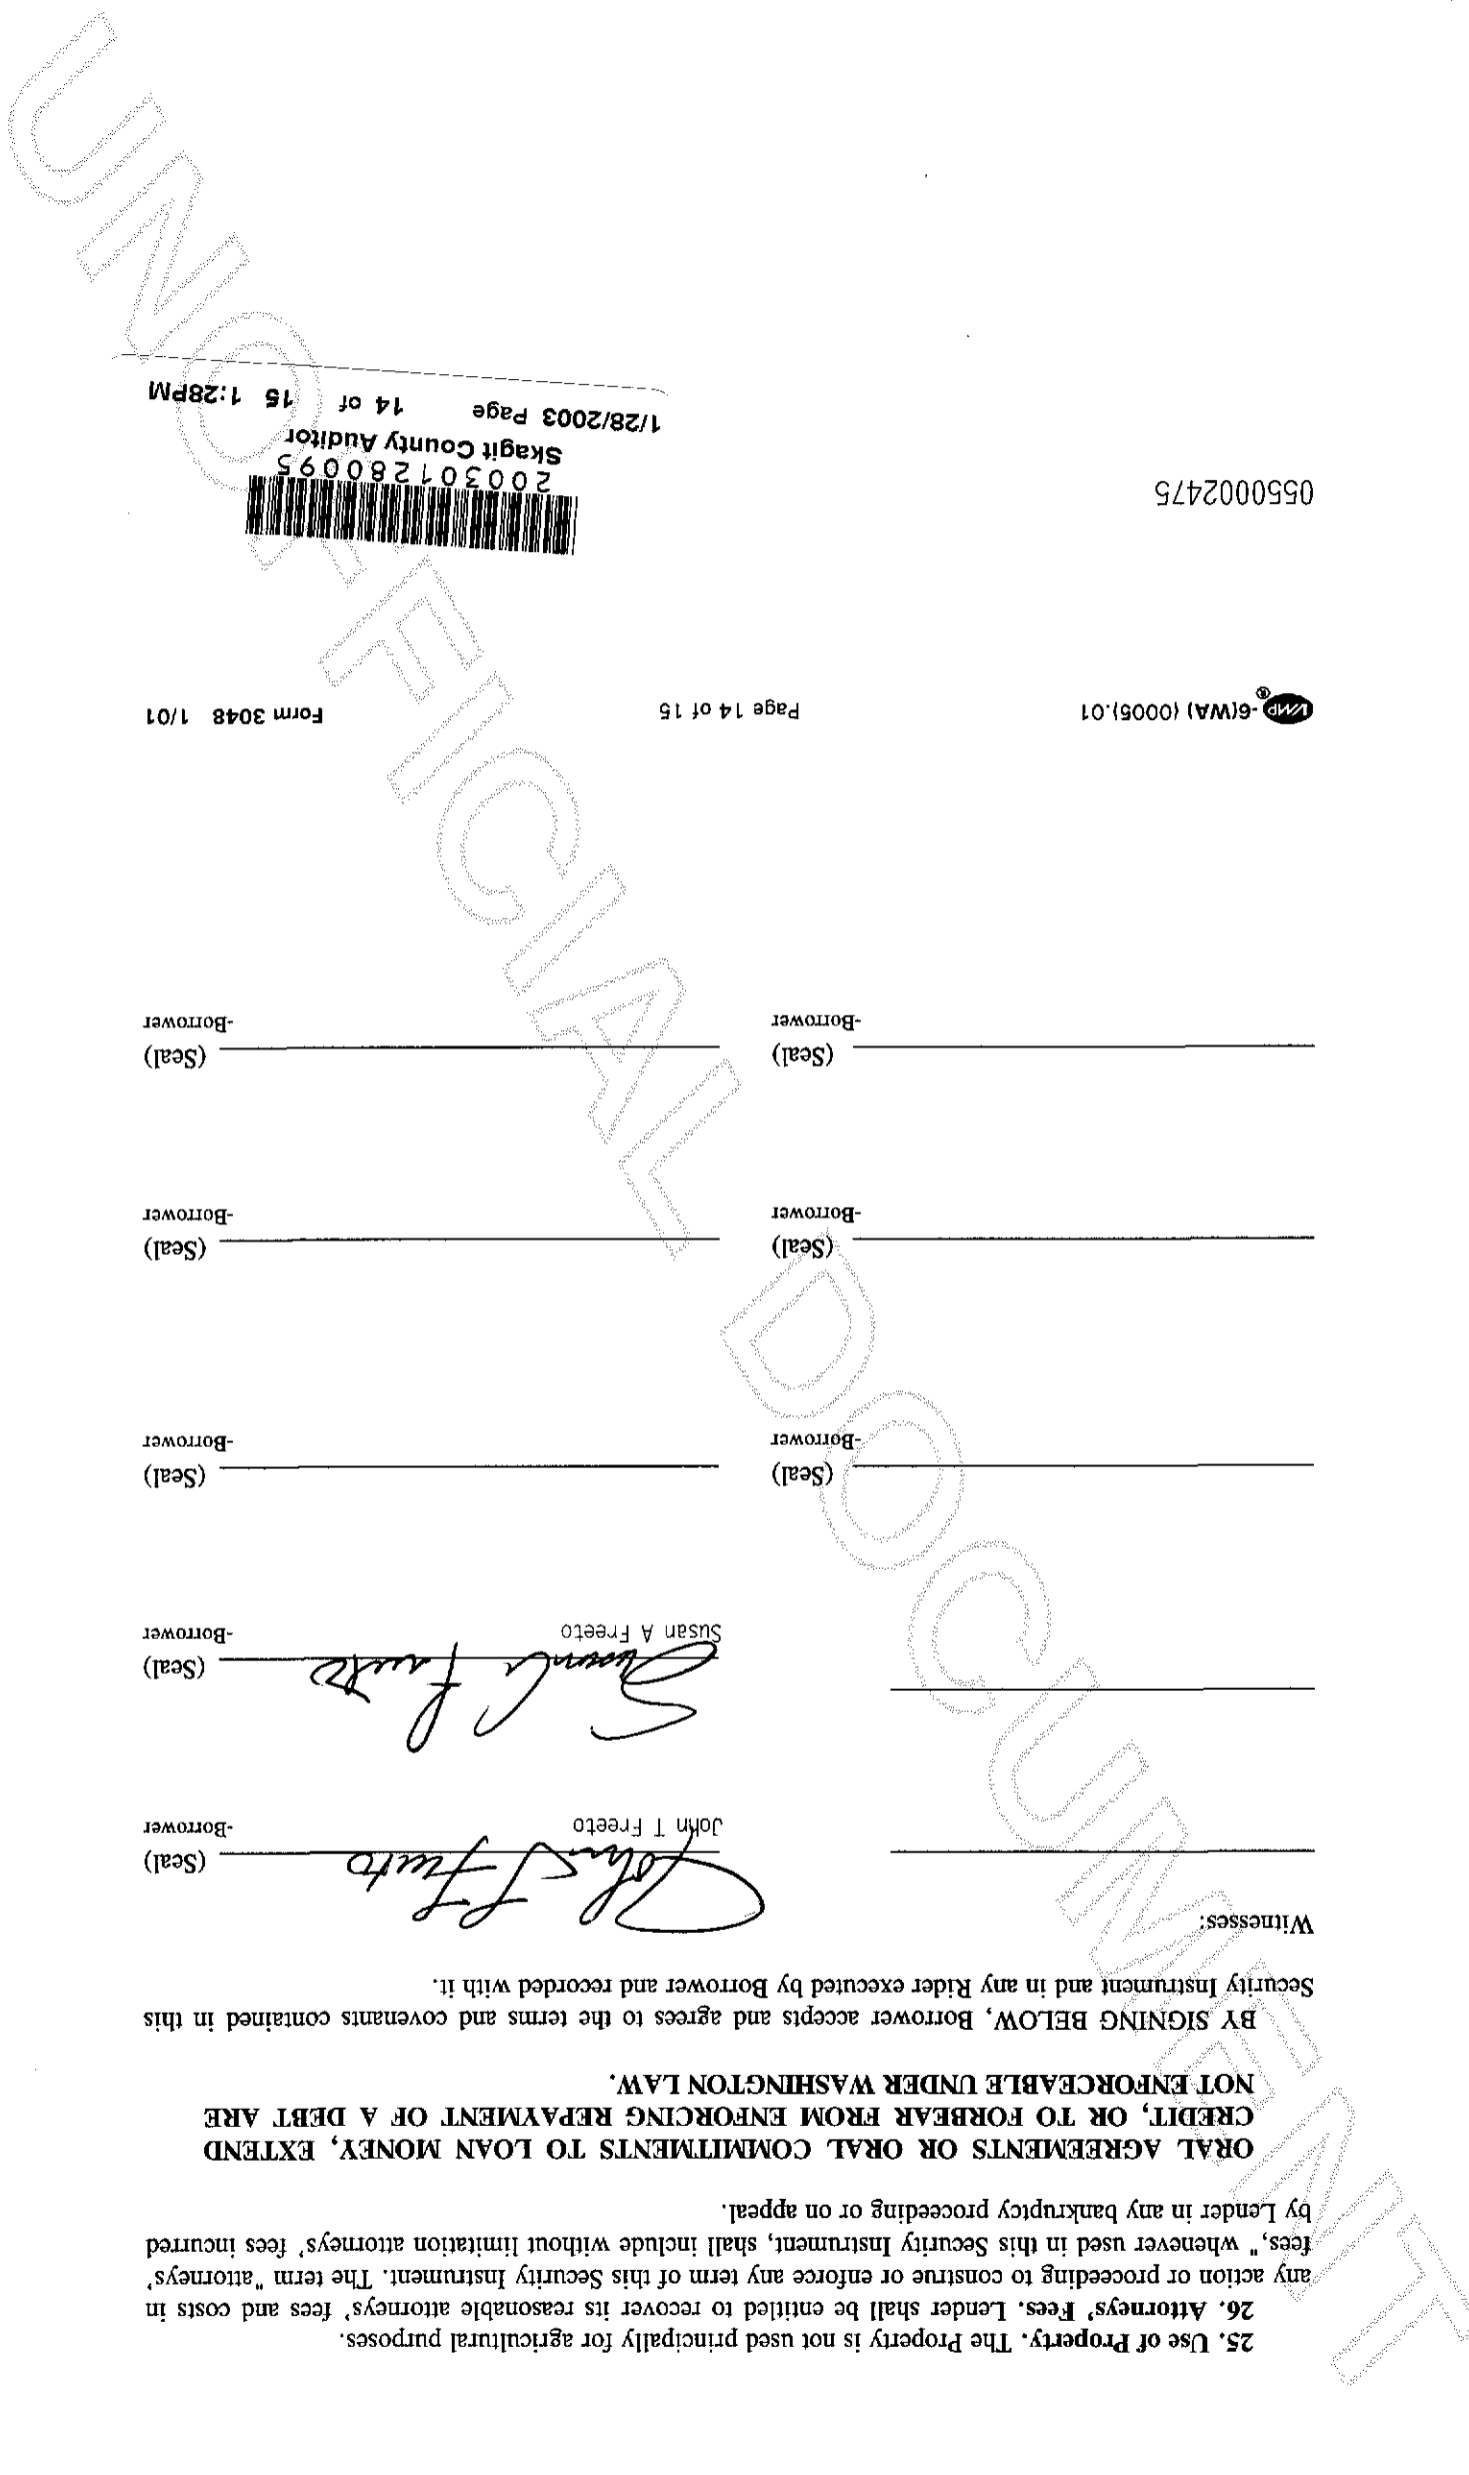 25. Use of Property. The Property is not used principally for agricultural purposes.
26. Attorneys' Fees. Lender shall be entitled to recover its reasonable attorneys' fees and costs in
any action or proceeding to construe or enforce any term of this Security Instrument. The term "attorneys'
fees," whenever used in this Security Instrument, shall include without limitation attorneys' fees incurred
by Lender in any bankruptcy proceeding or on appeal.
ORAL AGREEMENTS OR ORAL COMMITMENTS TO LOAN MONEY, EXTEND
CREDIT, OR TO FORBEAR FROM ENFORCING REPAYMENT OF A DEBT ARE
NOT ENFORCEABLE UNDER WASHINGTON LAW.
BY SIGNING BELOW, Borrower accepts and agrees to the terms and covenants contained in this
Security Instrument and in any Rider executed by Borrower and recorded with it.
Witnesses:
John T Freeto (Seal)
John T Freeto -Borrower
Susan A Freeto (Seal)
Susan A Freeto -Borrower
(Seal) (Seal)
-Borrower -Borrower
(Seal) (Seal)
-Borrower -Borrower
(Seal) (Seal)
-Borrower -Borrower
VMP®-6(WA) (0005).01 Page 14 of 15 Form 3048 1/01
0550002475
200301280095
Skagit County Auditor
1/28/2003 Page 14 of 15 1:28PM
UNOFFICIAL DOCUMENT